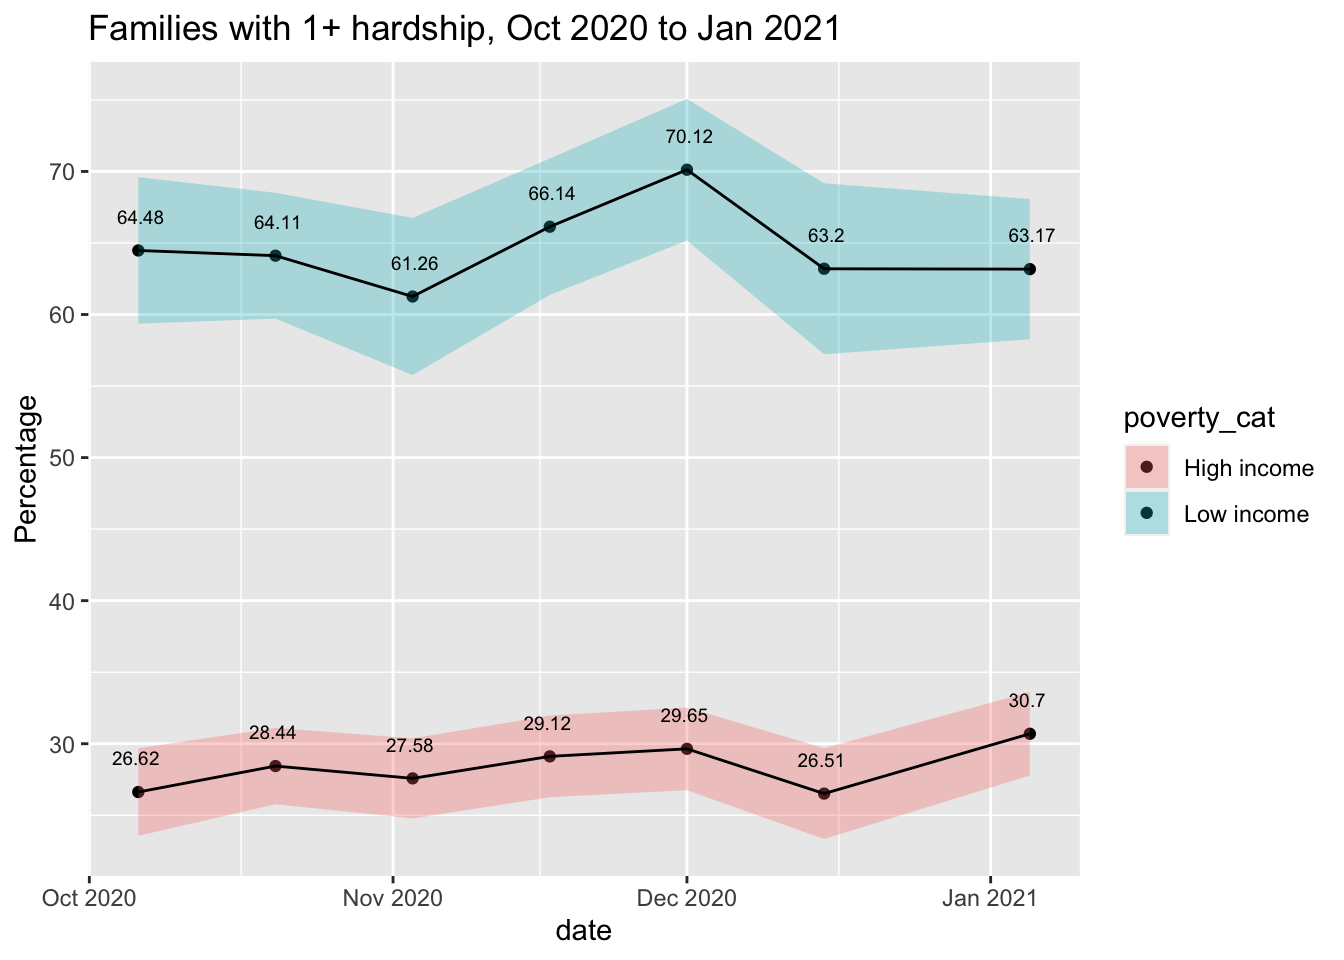 Families with 1+ hardship, Oct 2020 to Jan 2021
Percentage
70
60
50
40
30
64.48
64.11
61.26
66.14
70.12
63.2
63.17
26.62
28.44
27.58
29.12
29.65
26.51
30.7
Oct 2020
Nov 2020
Dec 2020
Jan 2021
date
poverty_cat
High income
Low income